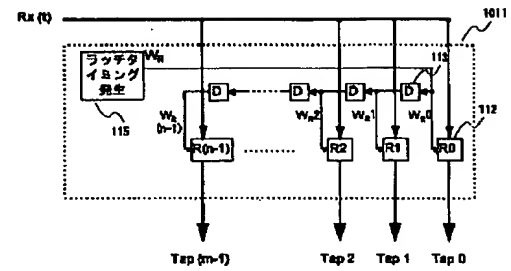 Rx (t)
1011
ラッチタ
イミング
発生
WR
113
D
D
D
D
115
WR
(n-1)
WR2
WR1
WR0
112
R(n-1)
R2
R1
R0
Tap (m-1)
Tap 2
Tap 1
Tap 0